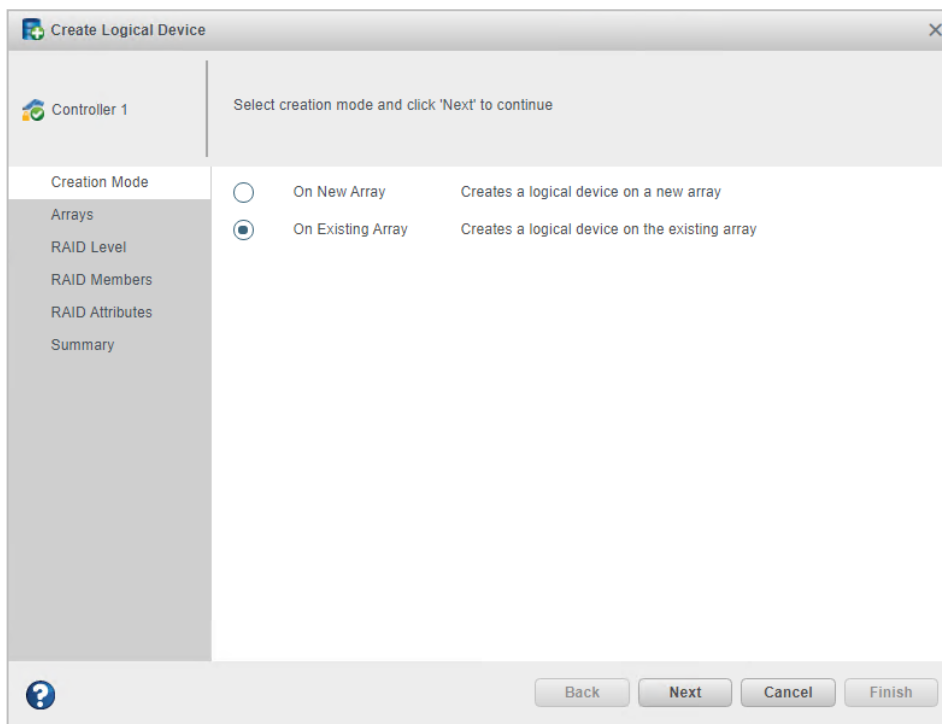 Create Logical Device
Controller 1
Select creation mode and click 'Next' to continue
Creation Mode
Arrays
RAID Level
RAID Members
RAID Attributes
Summary
On New Array Creates a logical device on a new array
On Existing Array Creates a logical device on the existing array
? Back Next Cancel Finish